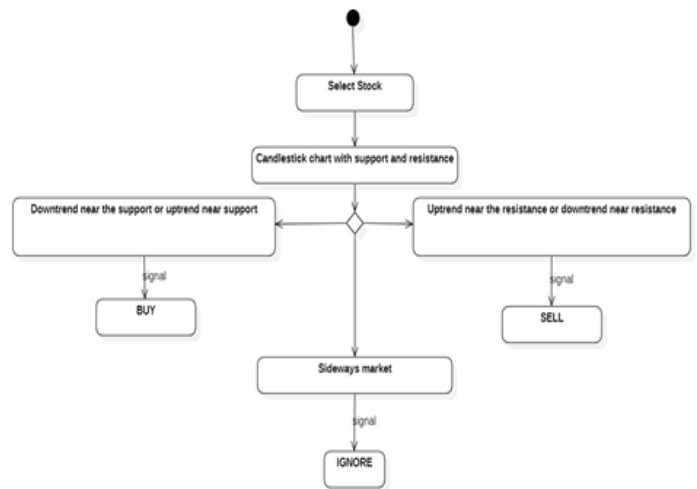 Select Stock
Candlestick chart with support and resistance
Downtrend near the support or uptrend near support
Uptrend near the resistance or downtrend near resistance
signal
signal
BUY
SELL
Sideways market
signal
IGNORE